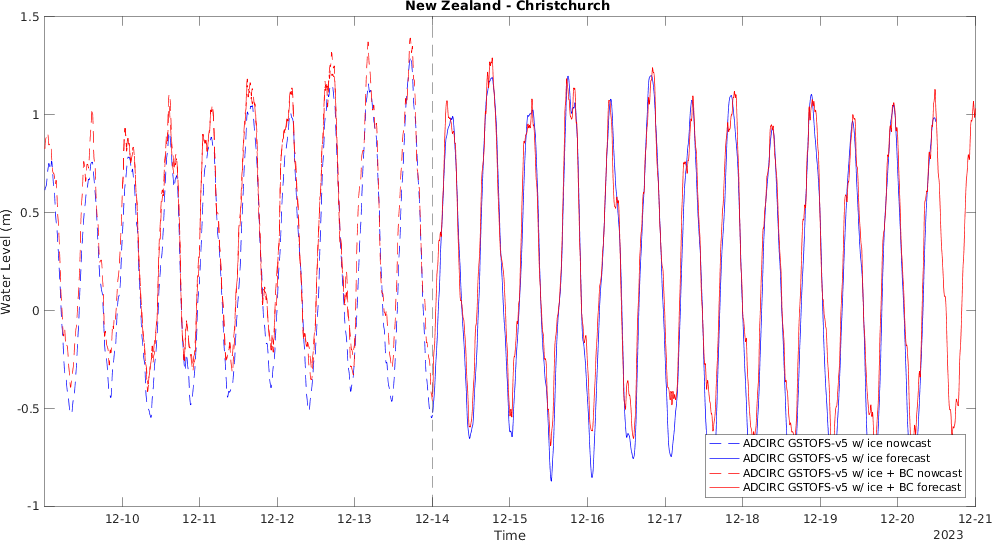 New Zealand - Christchurch
1.5
1
0.5
0
-0.5
-1
Water Level (m)
ADCIRC GSTOFS-v5 w/ ice nowcast
ADCIRC GSTOFS-v5 w/ ice forecast
ADCIRC GSTOFS-v5 w/ ice + BC nowcast
ADCIRC GSTOFS-v5 w/ ice + BC forecast
12-10 12-11 12-12 12-13 12-14 12-15 12-16 12-17 12-18 12-19 12-20 12-21
Time
2023